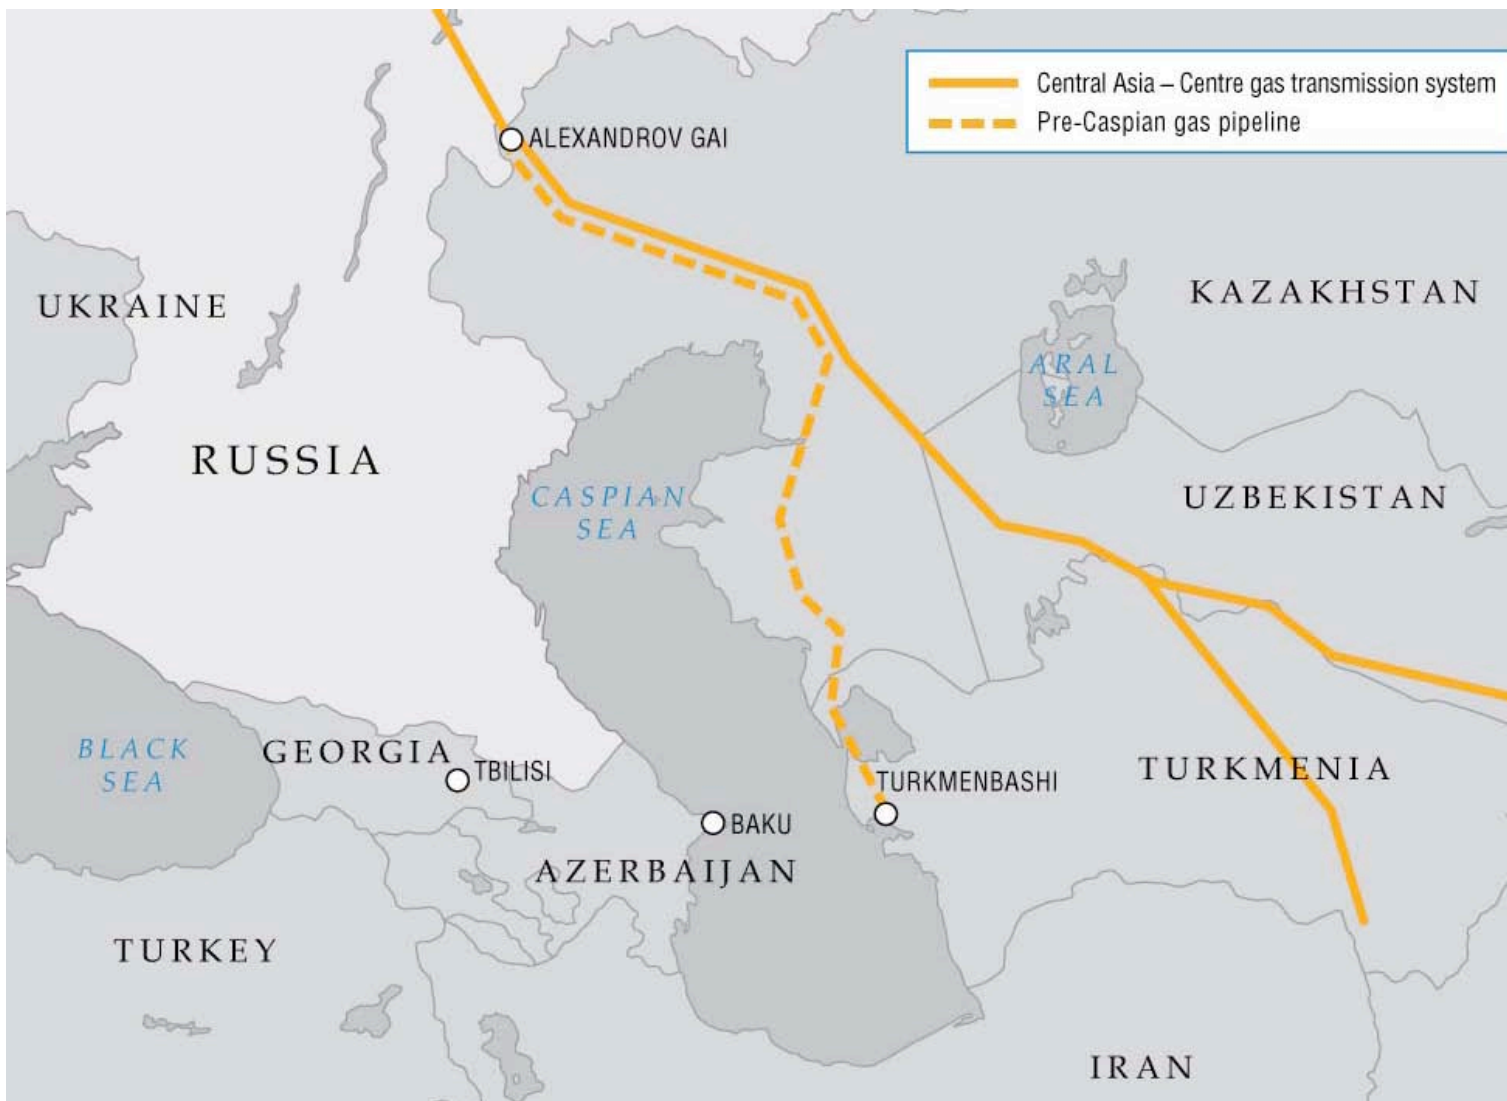 Central Asia – Centre gas transmission system
Pre-Caspian gas pipeline
ALEXANDROV GAI
UKRAINE
KAZAKHSTAN
ARAL
SEA
RUSSIA
CASPIAN
SEA
UZBEKISTAN
BLACK
SEA
GEORGIA
TBILISI
TURKMENBASHI
TURKMENIA
BAKU
AZERBAIJAN
TURKEY
IRAN